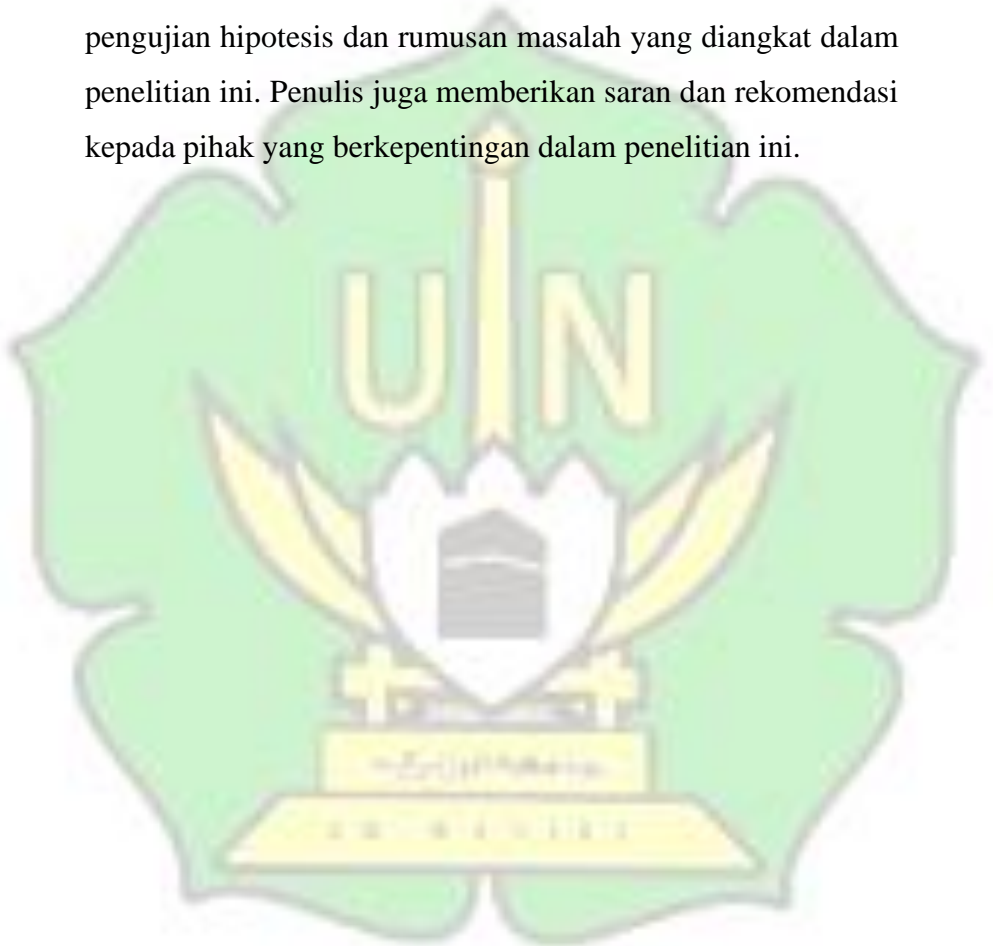 pengujian hipotesis dan rumusan masalah yang diangkat dalam
penelitian ini. Penulis juga memberikan saran dan rekomendasi
kepada pihak yang berkepentingan dalam penelitian ini.
UIN